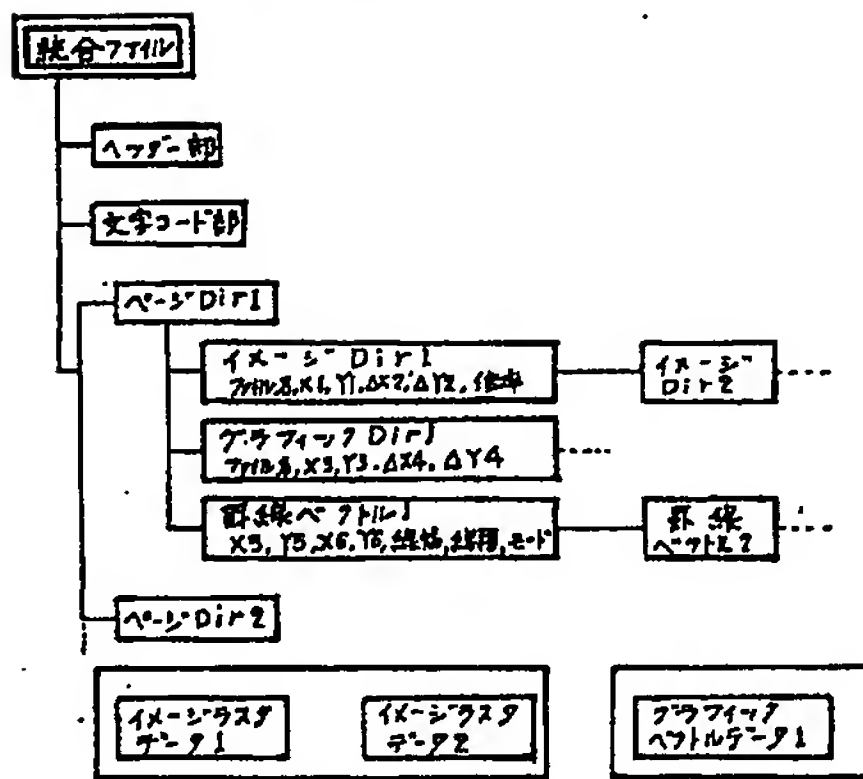 統合ファイル
ヘッダー部
文字コード部
ページDir1
イメージDir1
ファイル名,X1,Y1,ΔX2,ΔY2,倍率
イメージ
Dir2
グラフィックDir1
ファイル名,X3,Y3,ΔX4,ΔY4
罫線ベクトル1
X5,Y5,X6,Y6,線幅,線種,モード
罫線
ベクトル2
ページDir2
イメージラスタ
データ1
イメージラスタ
データ2
グラフィック
ベクトルデータ1